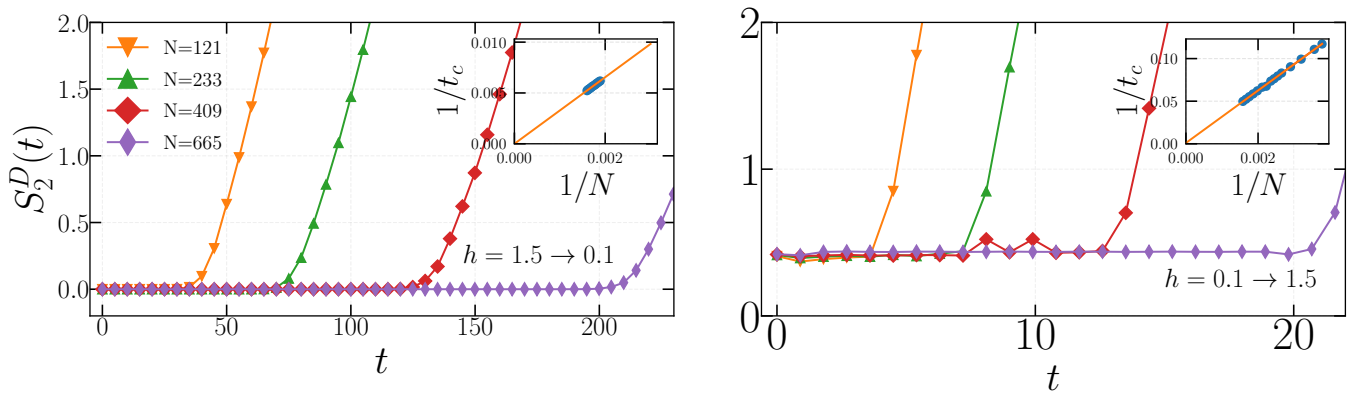 S_2^D(t)
2.0
1.5
1.0
0.5
0.0
N=121
N=233
N=409
N=665
0.010
0.005
0.000
1/t_c
0.000
0.002
1/N
h = 1.5 → 0.1
0
50
100
150
200
t
2
1
0
0.10
0.05
0.00
1/t_c
0.000
0.002
1/N
h = 0.1 → 1.5
0
10
20
t